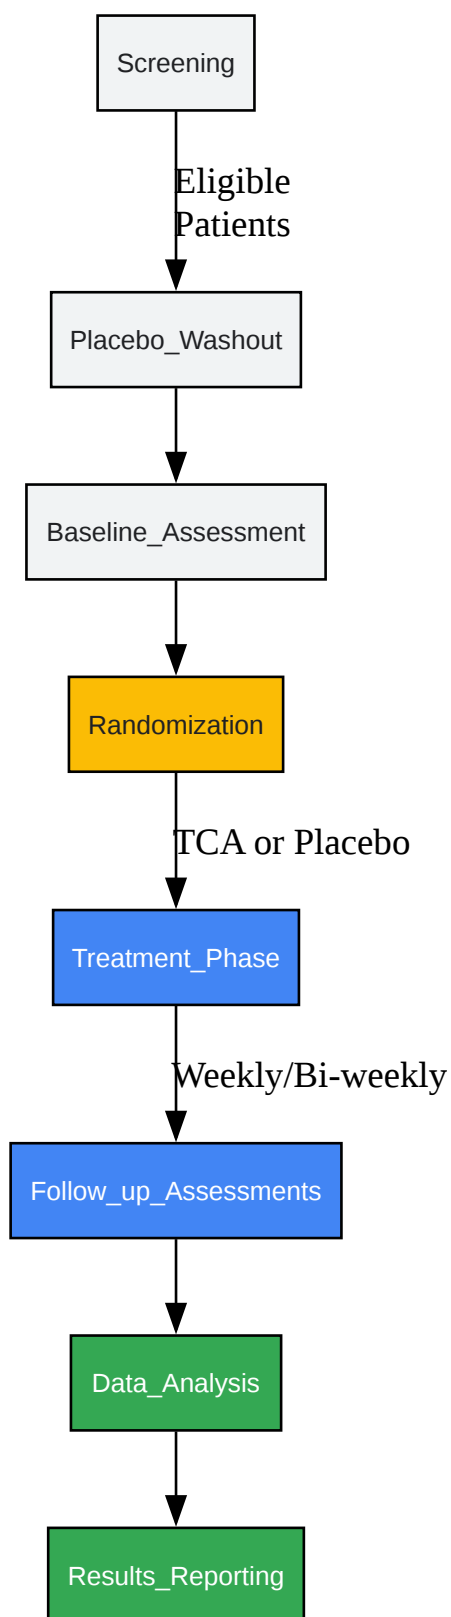 Screening
Eligible
Patients
Placebo_Washout
Baseline_Assessment
Randomization
TCA or Placebo
Treatment_Phase
Weekly/Bi-weekly
Follow_up_Assessments
Data_Analysis
Results_Reporting